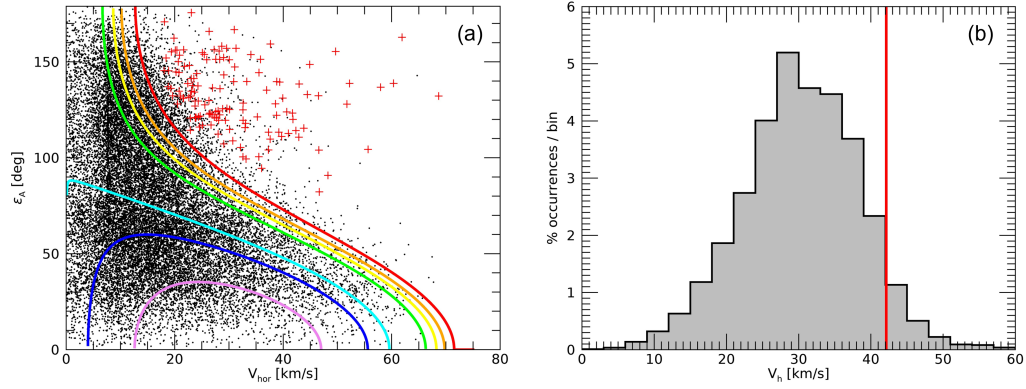 (a)
150
100
50
0
ε_A [deg]
0 20 40 60 80
V_hor [km/s]
(b)
6
5
4
3
2
1
0
% occurrences / bin
0 10 20 30 40 50 60
V_h [km/s]